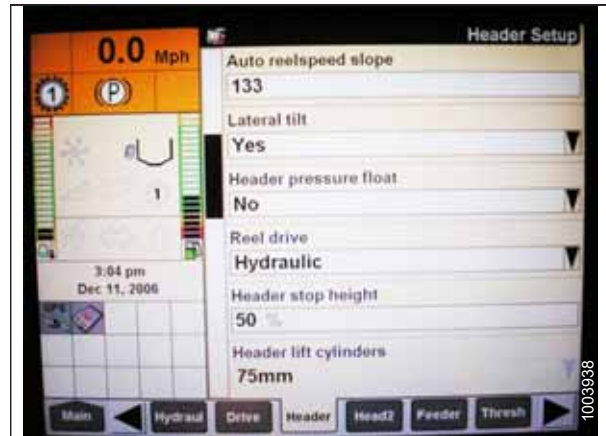 0.0 Mph
Header Setup
1
(P)
Auto reelspeed slope
133
Lateral tilt
Yes
1
Header pressure float
No
Reel drive
Hydraulic
3:04 pm
Dec 11, 2006
Header stop height
50 %
Header lift cylinders
75mm
Main
Hydraul
Drive
Header
Head2
Feeder
Thresh
1003938